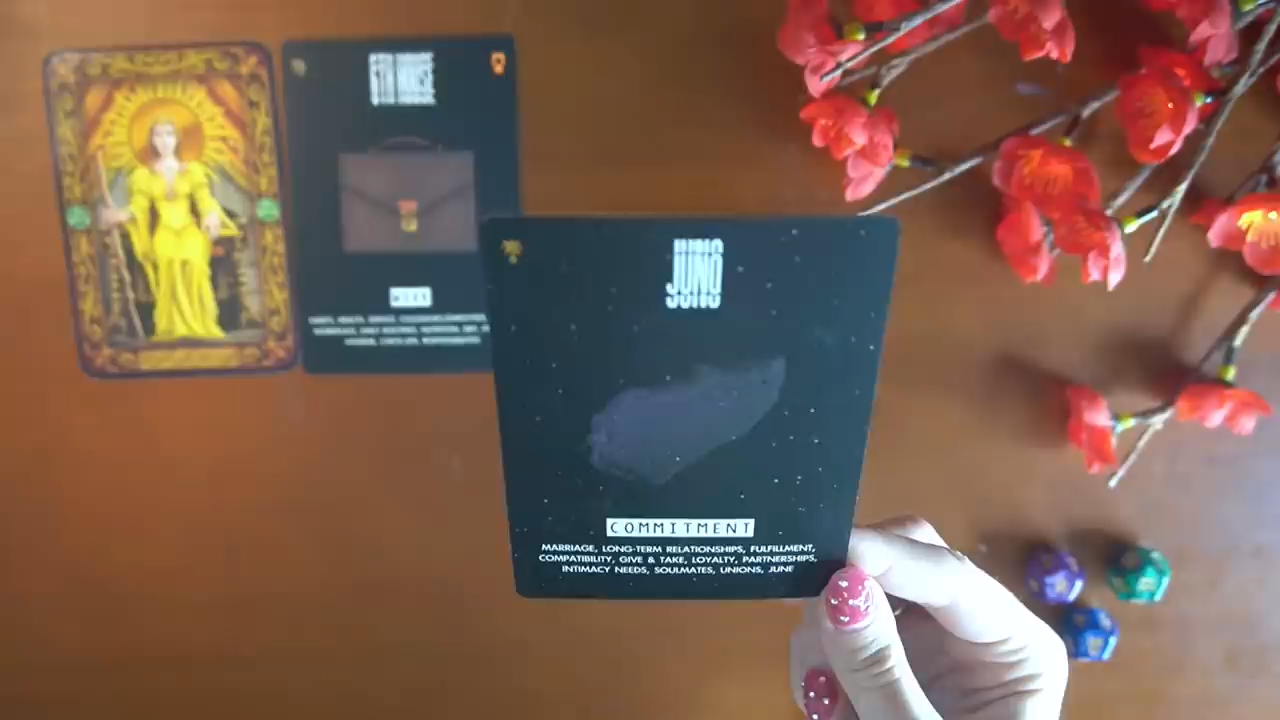 6TH HOUSE
WORK
JUNO
COMMITMENT
MARRIAGE, LONG-TERM RELATIONSHIPS, FULFILLMENT,
COMPATIBILITY, GIVE & TAKE, LOYALTY, PARTNERSHIPS,
INTIMACY NEEDS, SOULMATES, UNIONS, JUNE